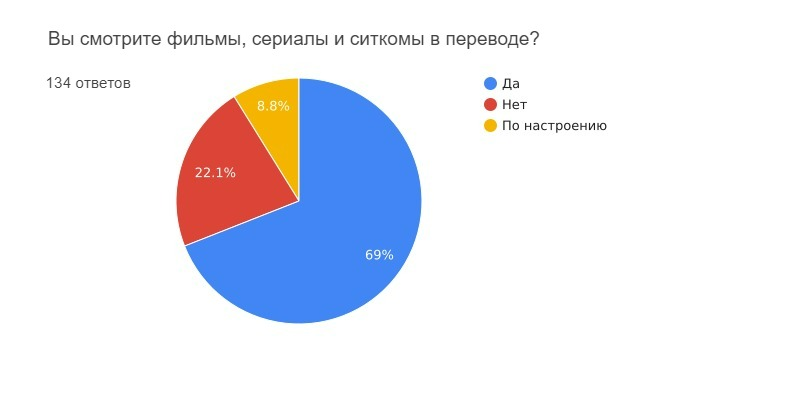 Вы смотрите фильмы, сериалы и ситкомы в переводе?
134 ответов
Да
Нет
По настроению
8.8%
22.1%
69%